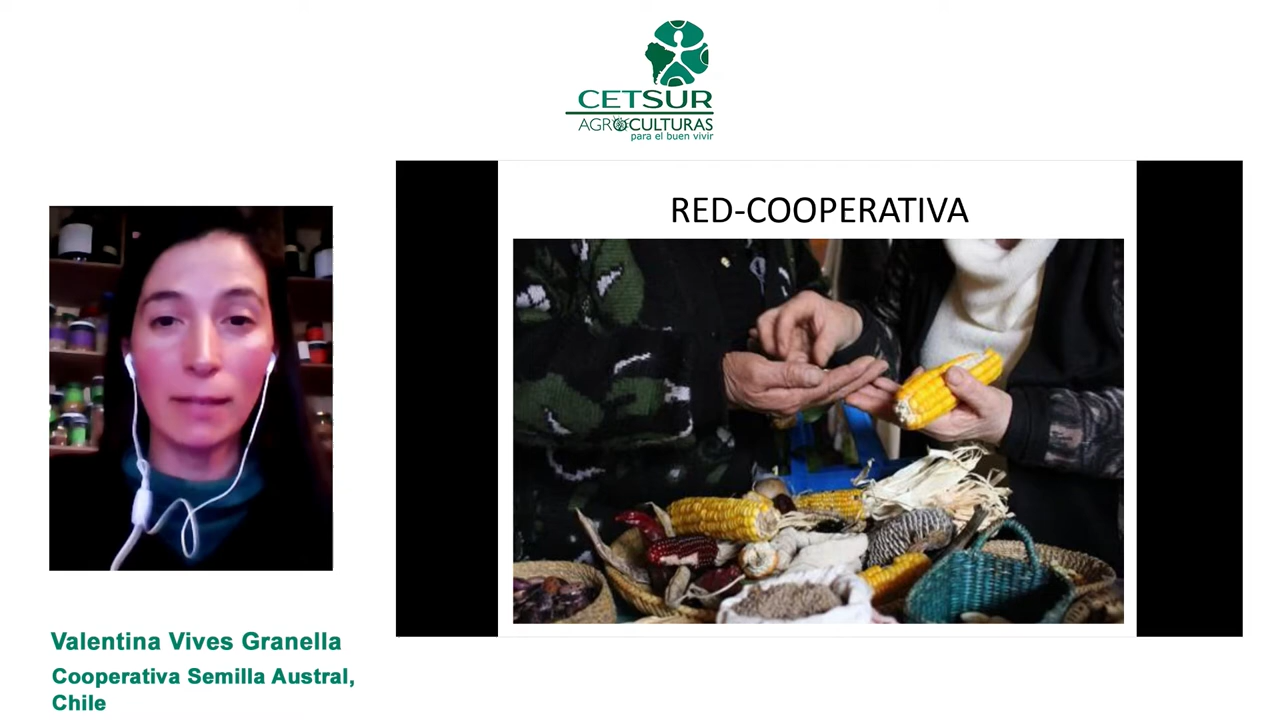 CETSUR
AGROCULTURAS
para el buen vivir
RED-COOPERATIVA
Valentina Vives Granella
Cooperativa Semilla Austral,
Chile